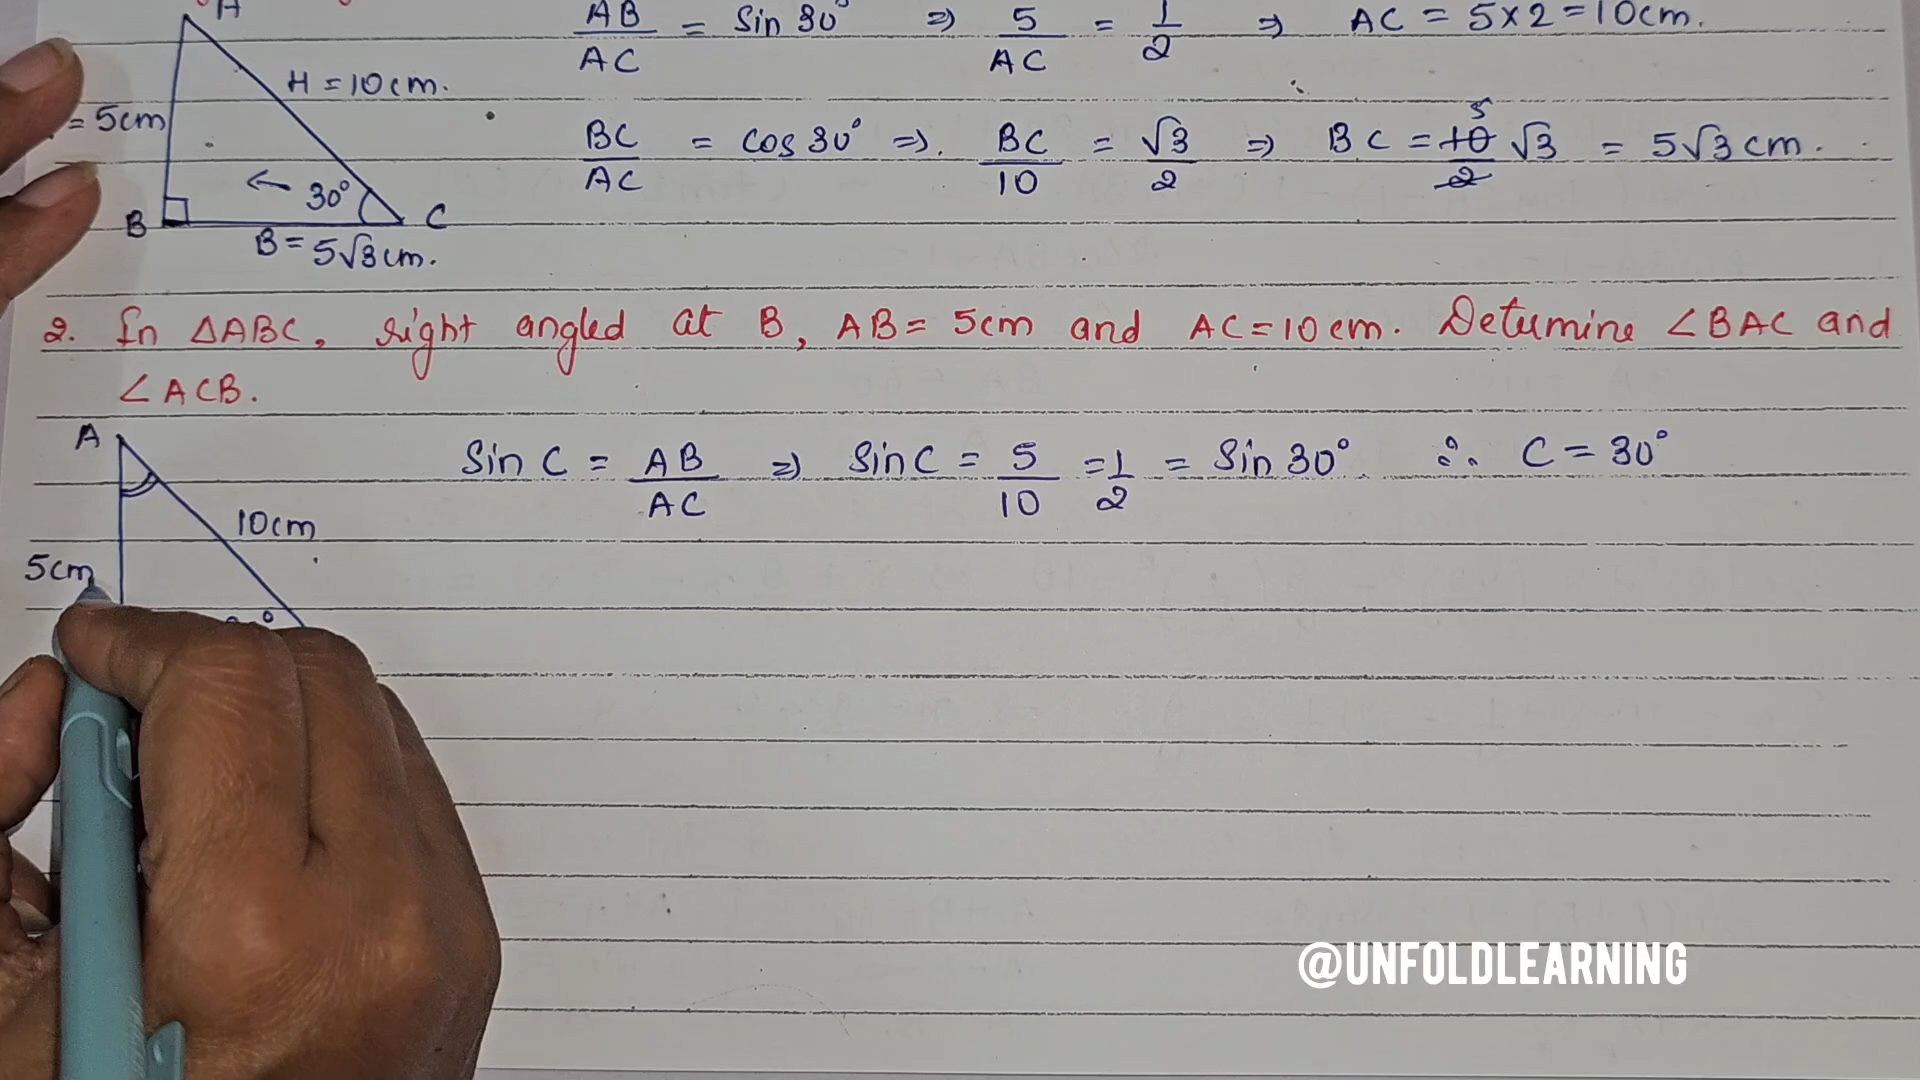 A
AB/AC = Sin 30° ⇒ 5/AC = 1/2 ⇒ AC = 5×2 = 10cm.
H = 10cm.
= 5cm
BC/AC = cos 30° ⇒. BC/10 = √3/2 ⇒ BC = 10/2 5 √3 = 5√3 cm.
30°
B C
B = 5√3 cm.
2. In ΔABC, right angled at B, AB = 5cm and AC = 10cm. Determine ∠BAC and
∠ACB.
A
Sin C = AB/AC ⇒ Sin C = 5/10 = 1/2 = Sin 30° ∴ C = 30°
10cm
5cm
@UNFOLDLEARNING